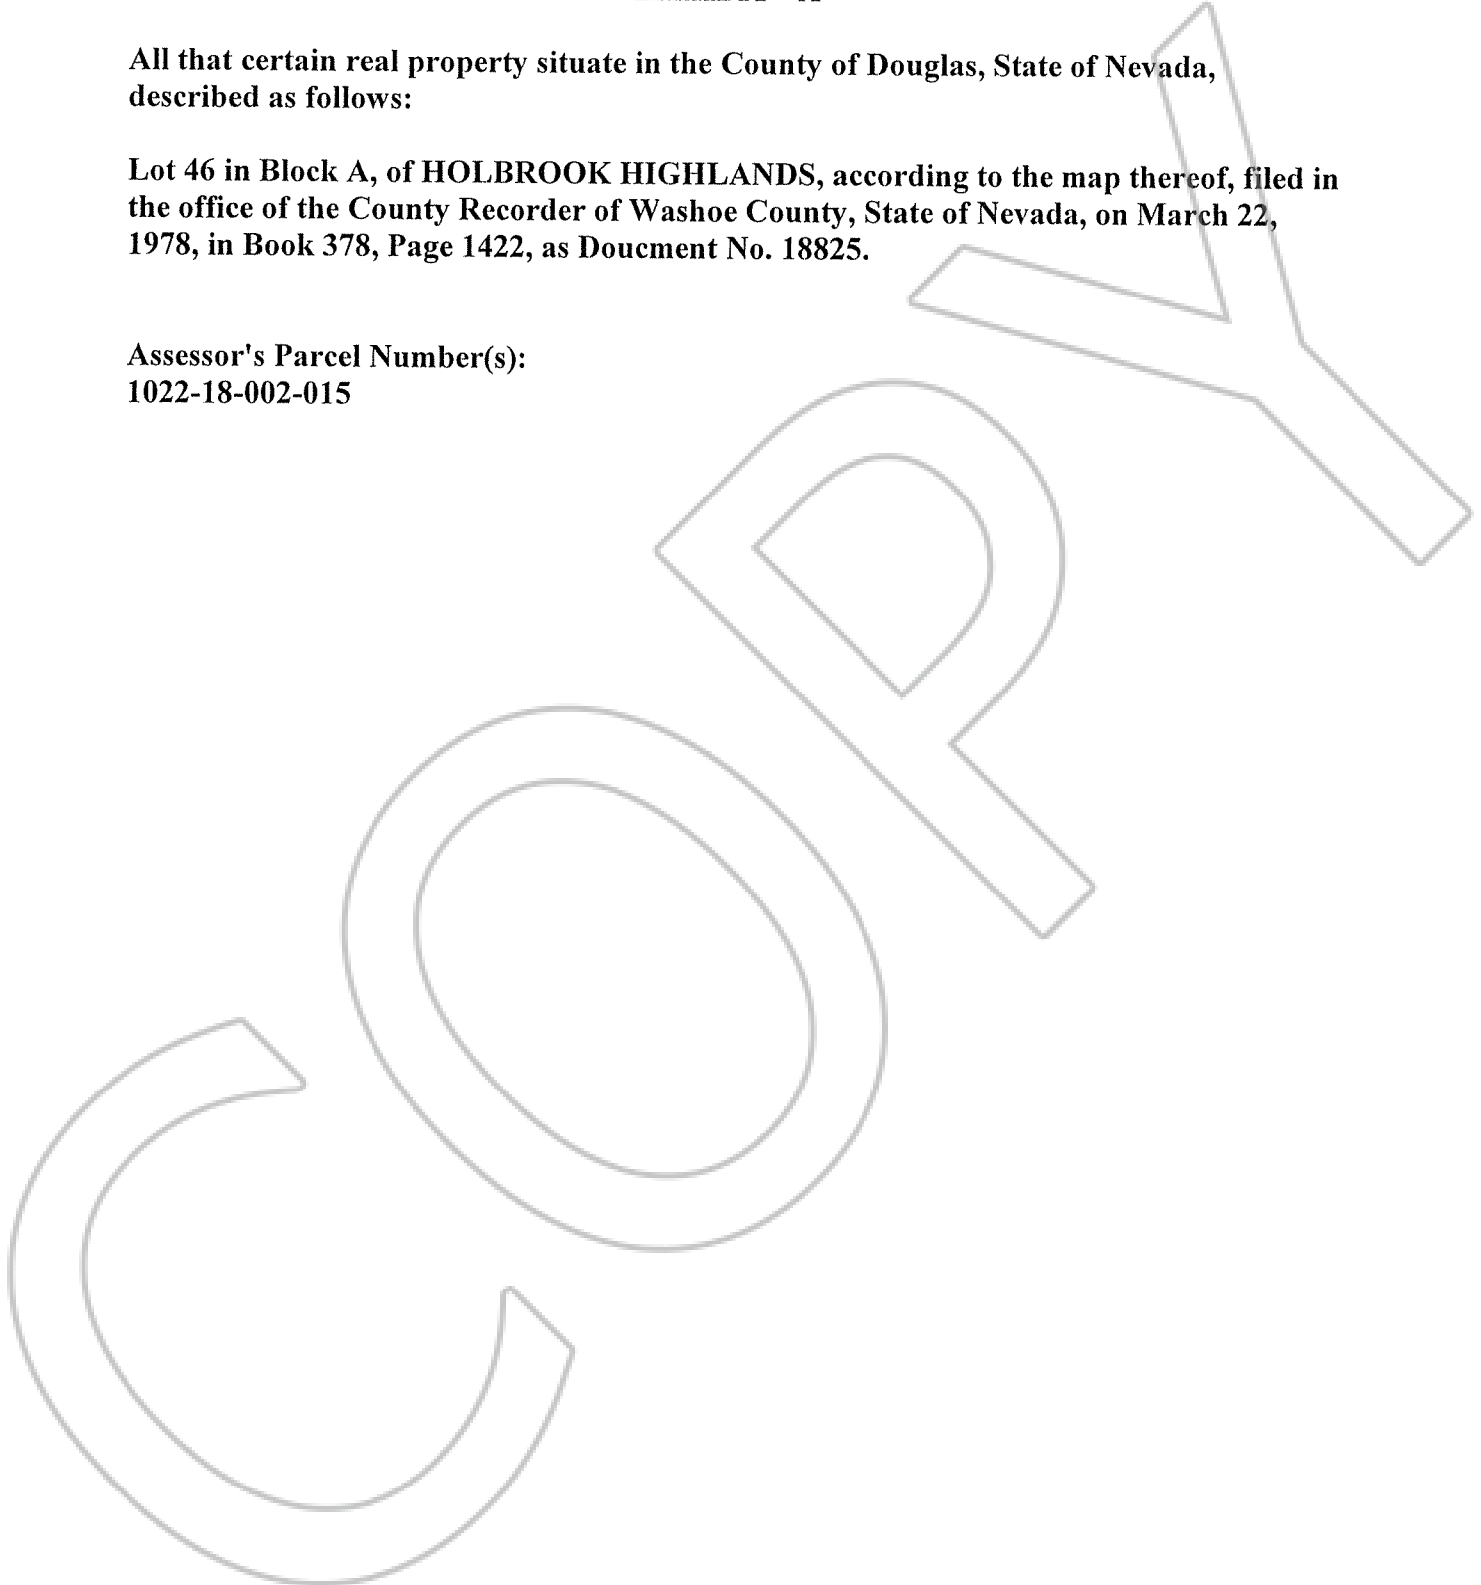 All that certain real property situate in the County of Douglas, State of Nevada,
described as follows:
Lot 46 in Block A, of HOLBROOK HIGHLANDS, according to the map thereof, filed in
the office of the County Recorder of Washoe County, State of Nevada, on March 22,
1978, in Book 378, Page 1422, as Doucment No. 18825.
Assessor's Parcel Number(s):
1022-18-002-015
COPY